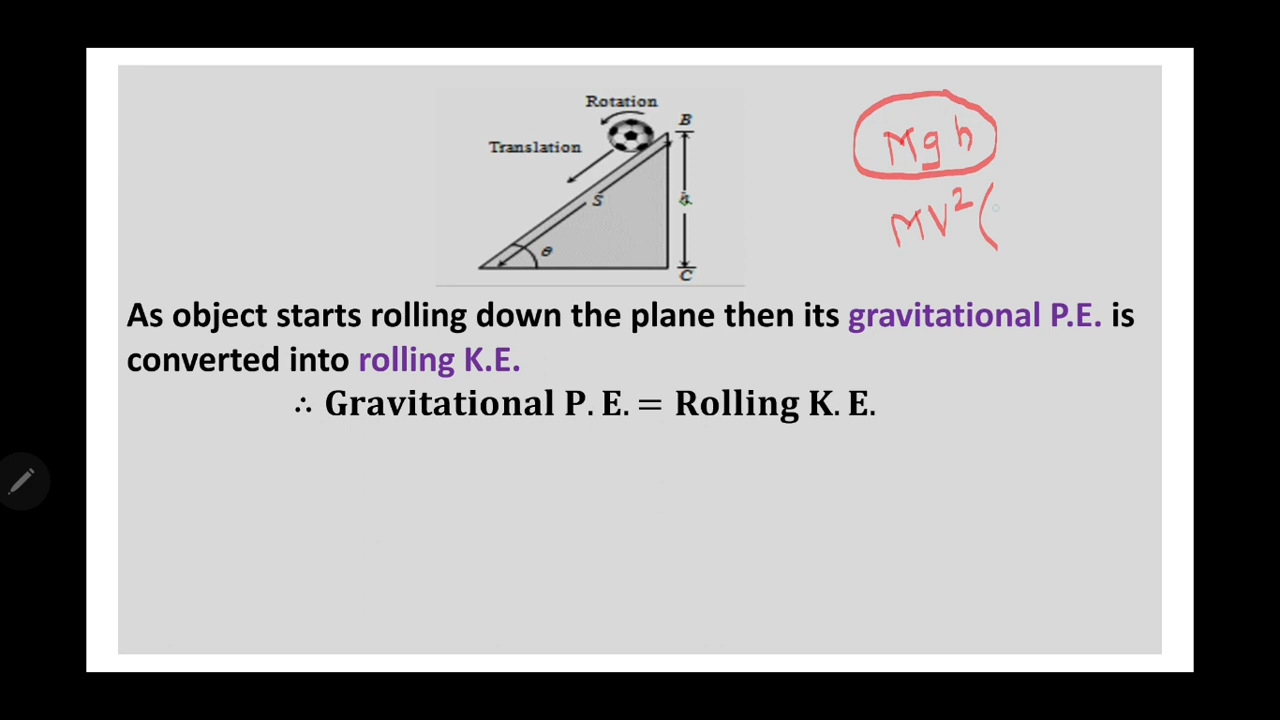 Rotation
B
Translation
S
h
θ
C
Mgh
MV²(
As object starts rolling down the plane then its gravitational P.E. is
converted into rolling K.E.
∴ Gravitational P. E. = Rolling K. E.